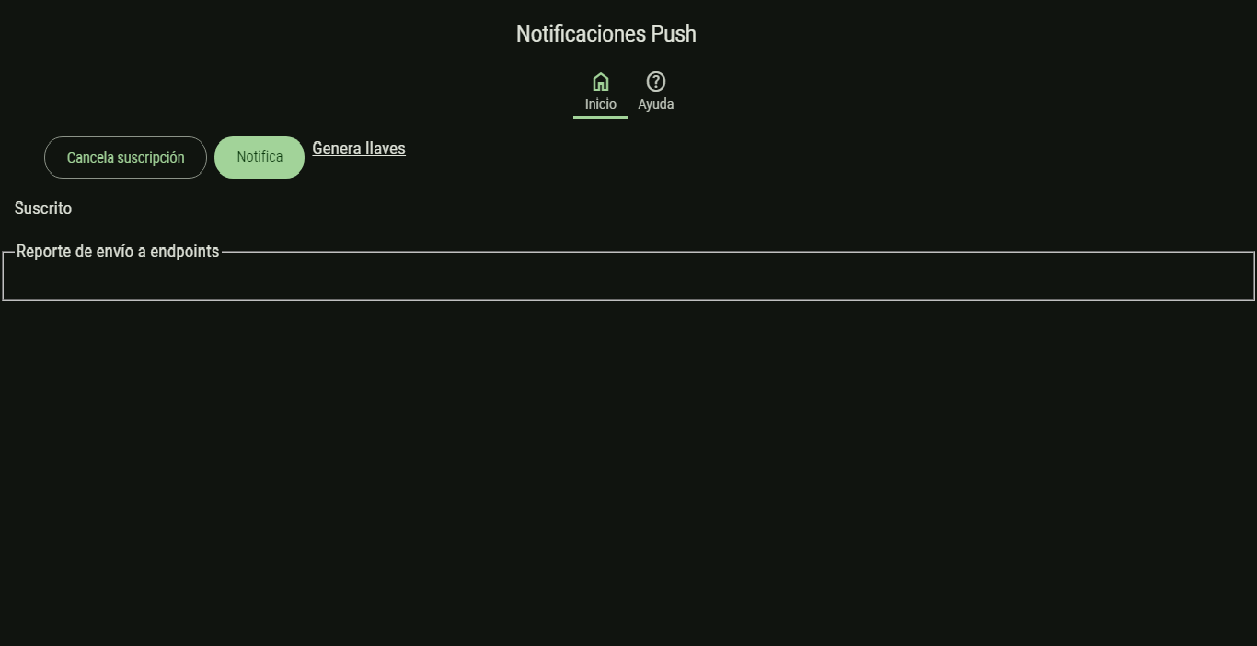 Notificaciones Push
Inicio Ayuda
Cancela suscripción Notifica Genera llaves
Suscrito
Reporte de envío a endpoints